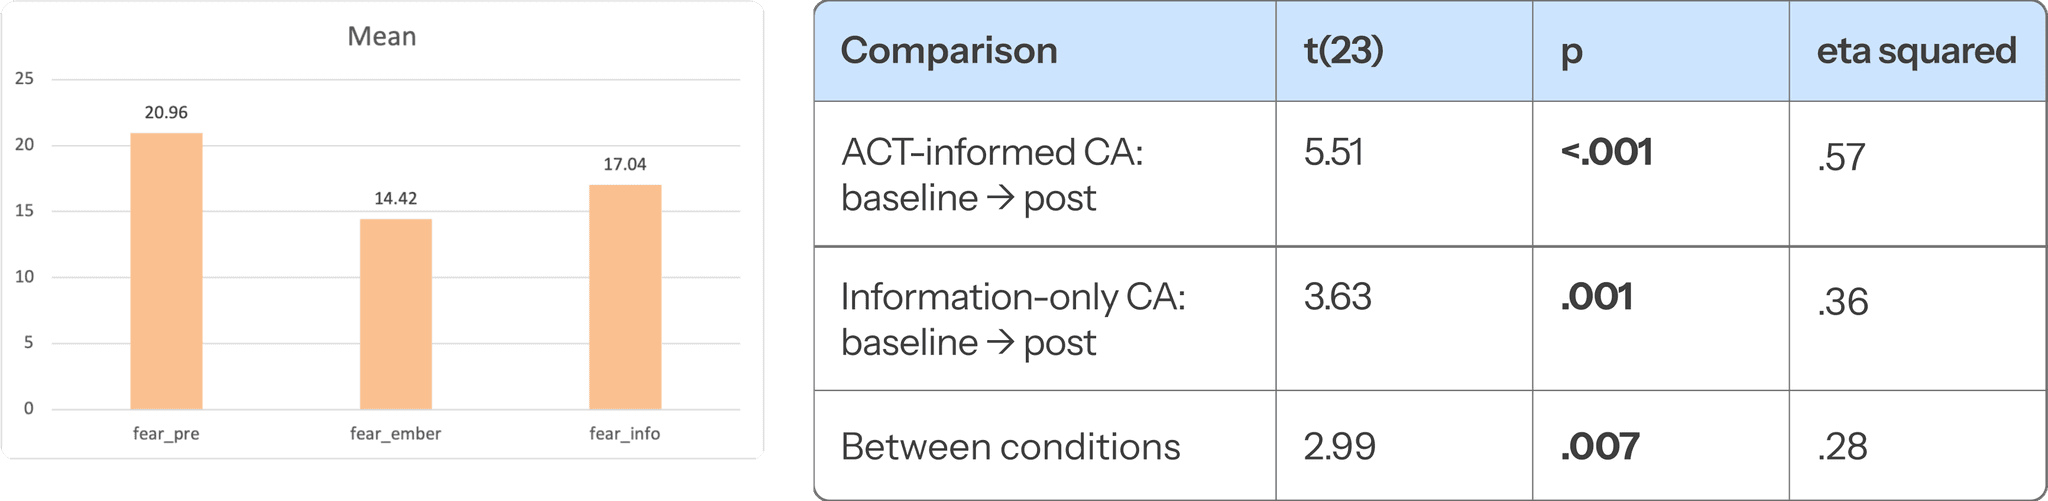 Mean
25
20
15
10
5
0
20.96
14.42
17.04
fear_pre
fear_ember
fear_info
Comparison t(23) p eta squared
ACT-informed CA:
baseline → post
5.51 <.001 .57
Information-only CA:
baseline → post
3.63 .001 .36
Between conditions 2.99 .007 .28